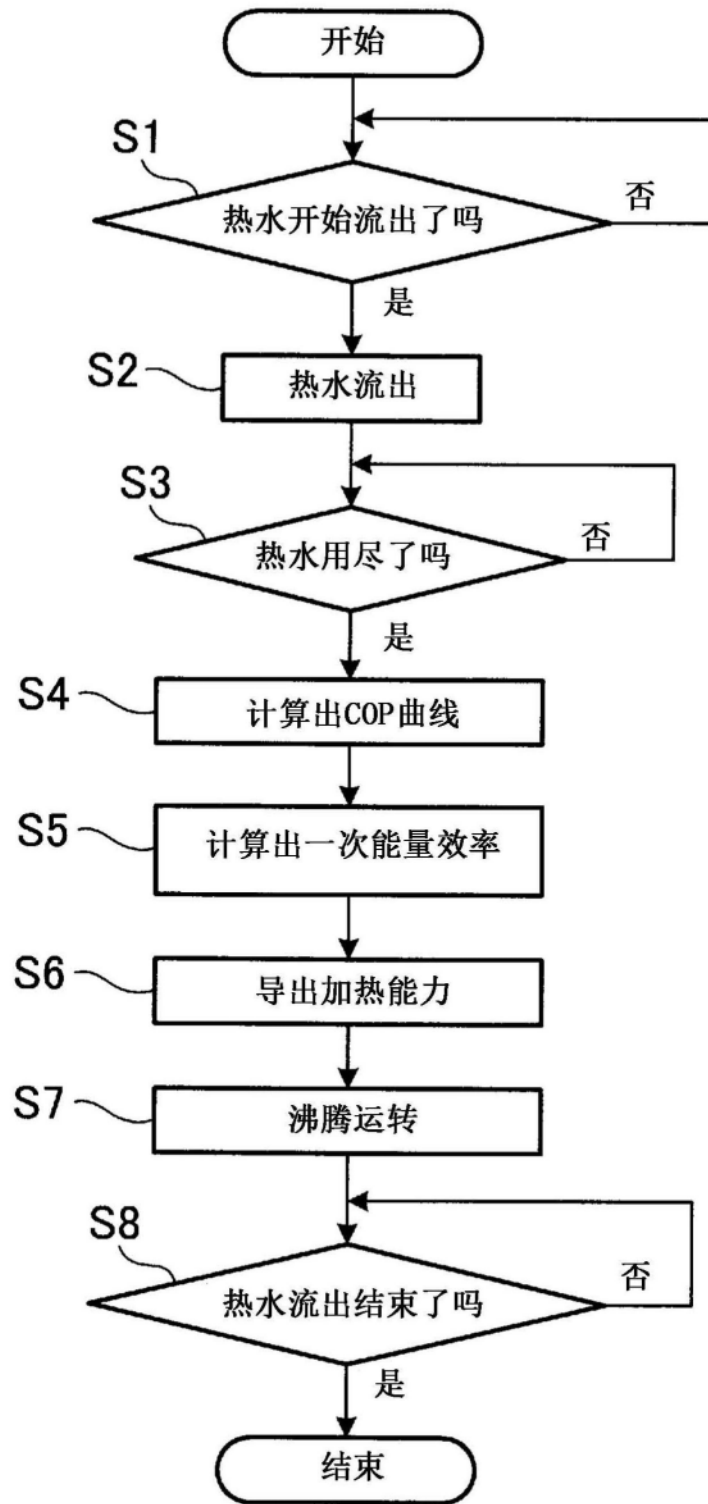 开始
S1
热水开始流出了吗
否
是
S2
热水流出
S3
热水用尽了吗
否
是
S4
计算出COP曲线
S5
计算出一次能量效率
S6
导出加热能力
S7
沸腾运转
S8
热水流出结束了吗
否
是
结束